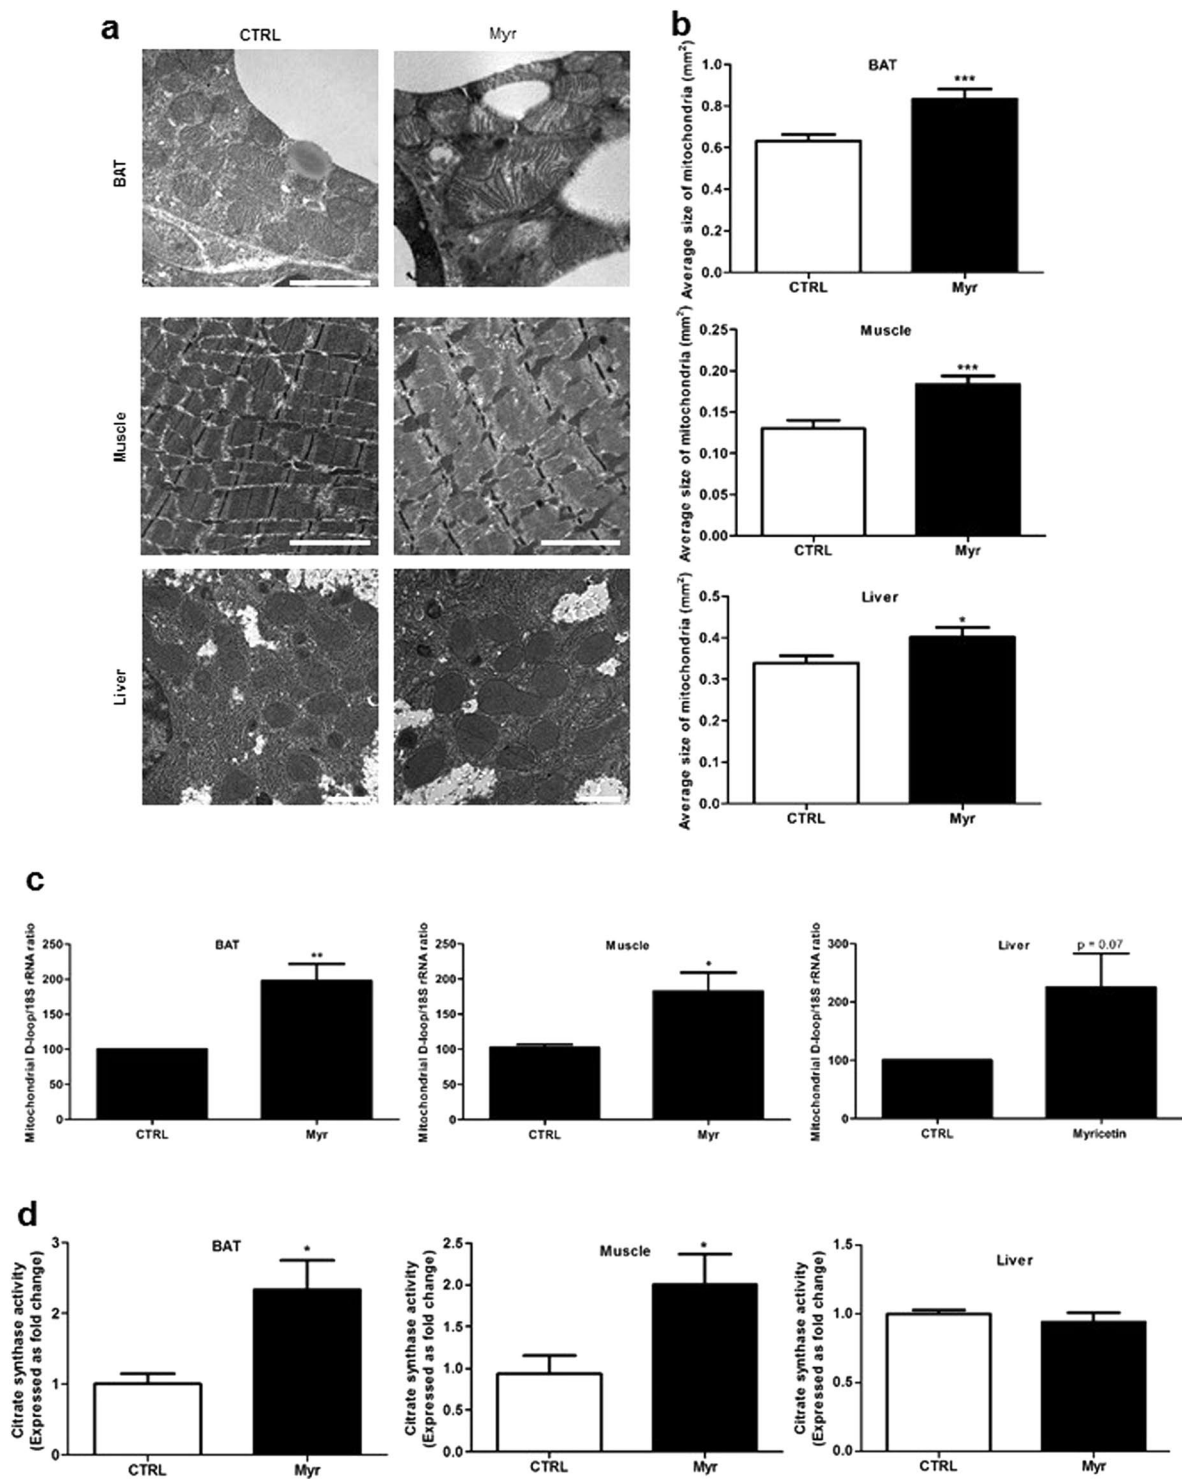 a
CTRL
Myr
BAT
Muscle
Liver
b
BAT
Average size of mitochondria (mm²)
1.0
0.8
0.6
0.4
0.2
0.0
***
CTRL
Myr
Muscle
Average size of mitochondria (mm²)
0.25
0.20
0.15
0.10
0.05
0.00
***
CTRL
Myr
Liver
Average size of mitochondria (mm²)
0.5
0.4
0.3
0.2
0.1
0.0
*
CTRL
Myr
c
BAT
Mitochondrial D-loop/18S rRNA ratio
250
200
150
100
50
0
**
CTRL
Myr
Muscle
Mitochondrial D-loop/18S rRNA ratio
250
200
150
100
50
0
*
CTRL
Myr
Liver
Mitochondrial D-loop/18S rRNA ratio
300
200
100
0
p = 0.07
CTRL
Myricetin
d
BAT
Citrate synthase activity
(Expressed as fold change)
3
2
1
0
*
CTRL
Myr
Muscle
Citrate synthase activity
(Expressed as fold change)
2.5
2.0
1.5
1.0
0.5
0.0
*
CTRL
Myr
Liver
Citrate synthase activity
(Expressed as fold change)
1.5
1.0
0.5
0.0
CTRL
Myr